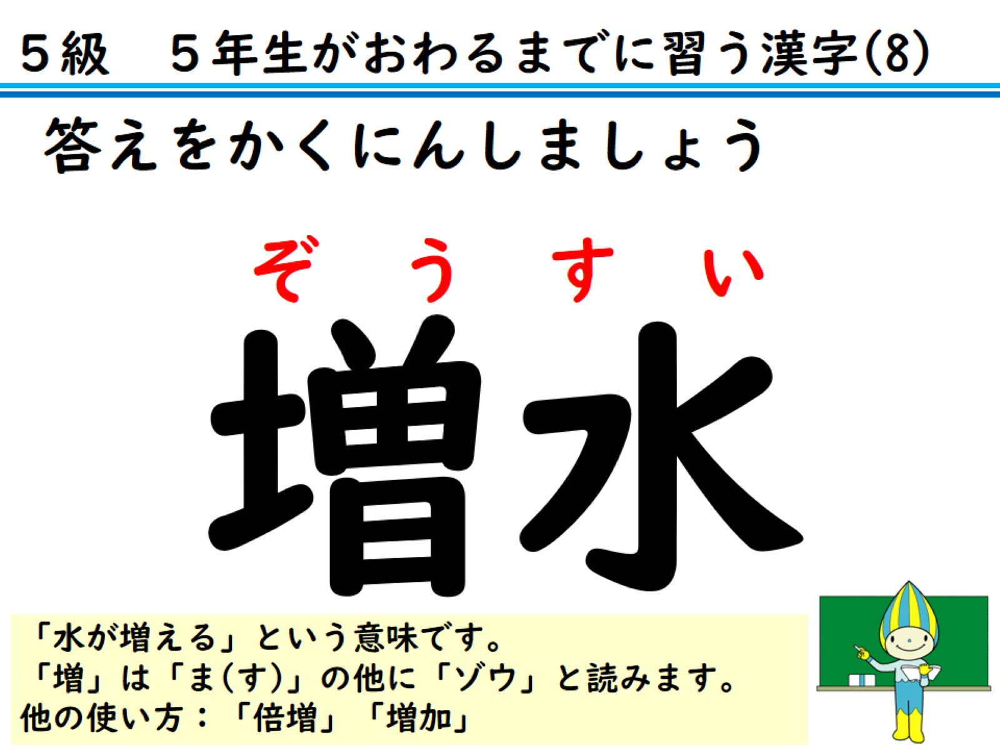 ５級　５年生がおわるまでに習う漢字(8)
答えをかくにんしましょう
ぞうすい
増水
「水が増える」という意味です。
「増」は「ま(す)」の他に「ゾウ」と読みます。
他の使い方：「倍増」「増加」